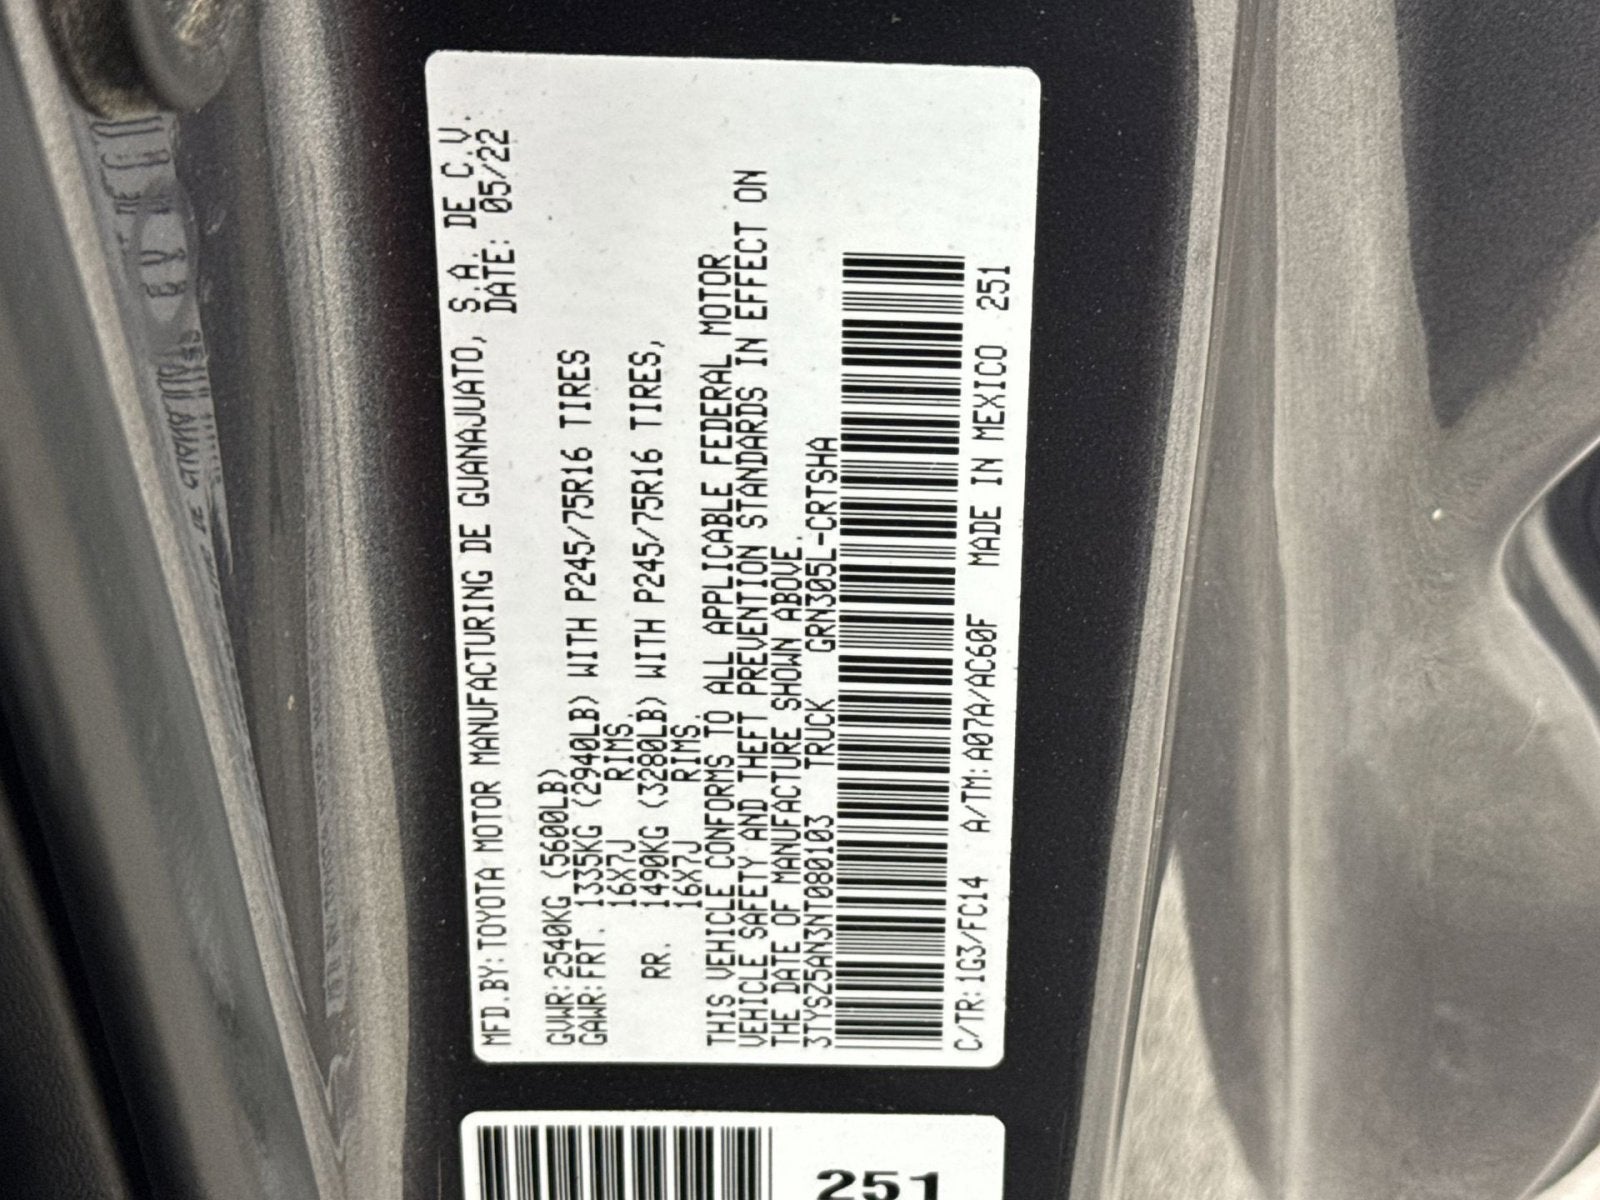 MFD.BY:TOYOTA MOTOR MANUFACTURING DE GUANAJUATO, S.A. DE C.V.
DATE: 05/22
GVWR:2540KG (5600LB)
GAWR:FRT. 1335KG (2940LB) WITH P245/75R16 TIRES
16X7J RIMS.
RR. 1490KG (3280LB) WITH P245/75R16 TIRES,
16X7J RIMS.
THIS VEHICLE CONFORMS TO ALL APPLICABLE FEDERAL MOTOR
VEHICLE SAFETY AND THEFT PREVENTION STANDARDS IN EFFECT ON
THE DATE OF MANUFACTURE SHOWN ABOVE.
3TYSZ5AN3NT080103 TRUCK GRN305L-CRTSHA
C/TR:1G3/FC14 A/TM:A07A/AC60F MADE IN MEXICO 251
251